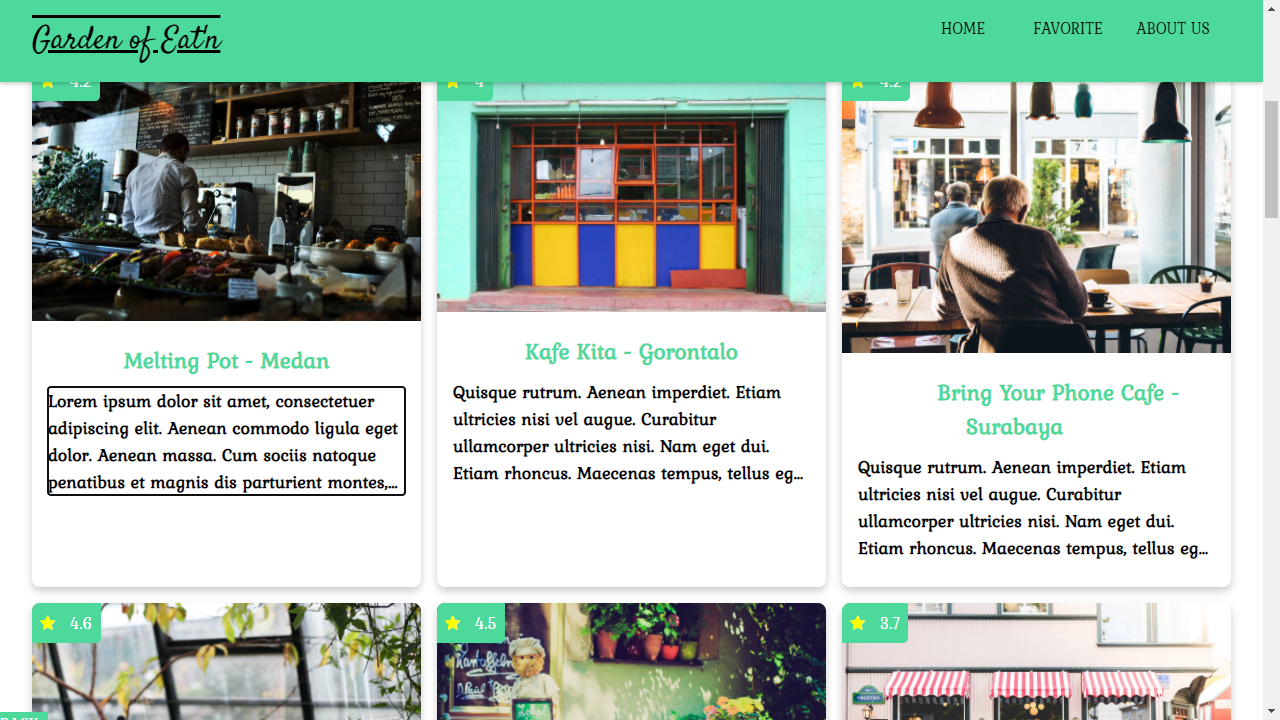 Garden of Eat'n
HOME
FAVORITE
ABOUT US
4.2
4
4.2
Melting Pot - Medan
Lorem ipsum dolor sit amet, consectetuer
adipiscing elit. Aenean commodo ligula eget
dolor. Aenean massa. Cum sociis natoque
penatibus et magnis dis parturient montes,...
Kafe Kita - Gorontalo
Quisque rutrum. Aenean imperdiet. Etiam
ultricies nisi vel augue. Curabitur
ullamcorper ultricies nisi. Nam eget dui.
Etiam rhoncus. Maecenas tempus, tellus eg...
Bring Your Phone Cafe -
Surabaya
Quisque rutrum. Aenean imperdiet. Etiam
ultricies nisi vel augue. Curabitur
ullamcorper ultricies nisi. Nam eget dui.
Etiam rhoncus. Maecenas tempus, tellus eg...
4.6
4.5
3.7